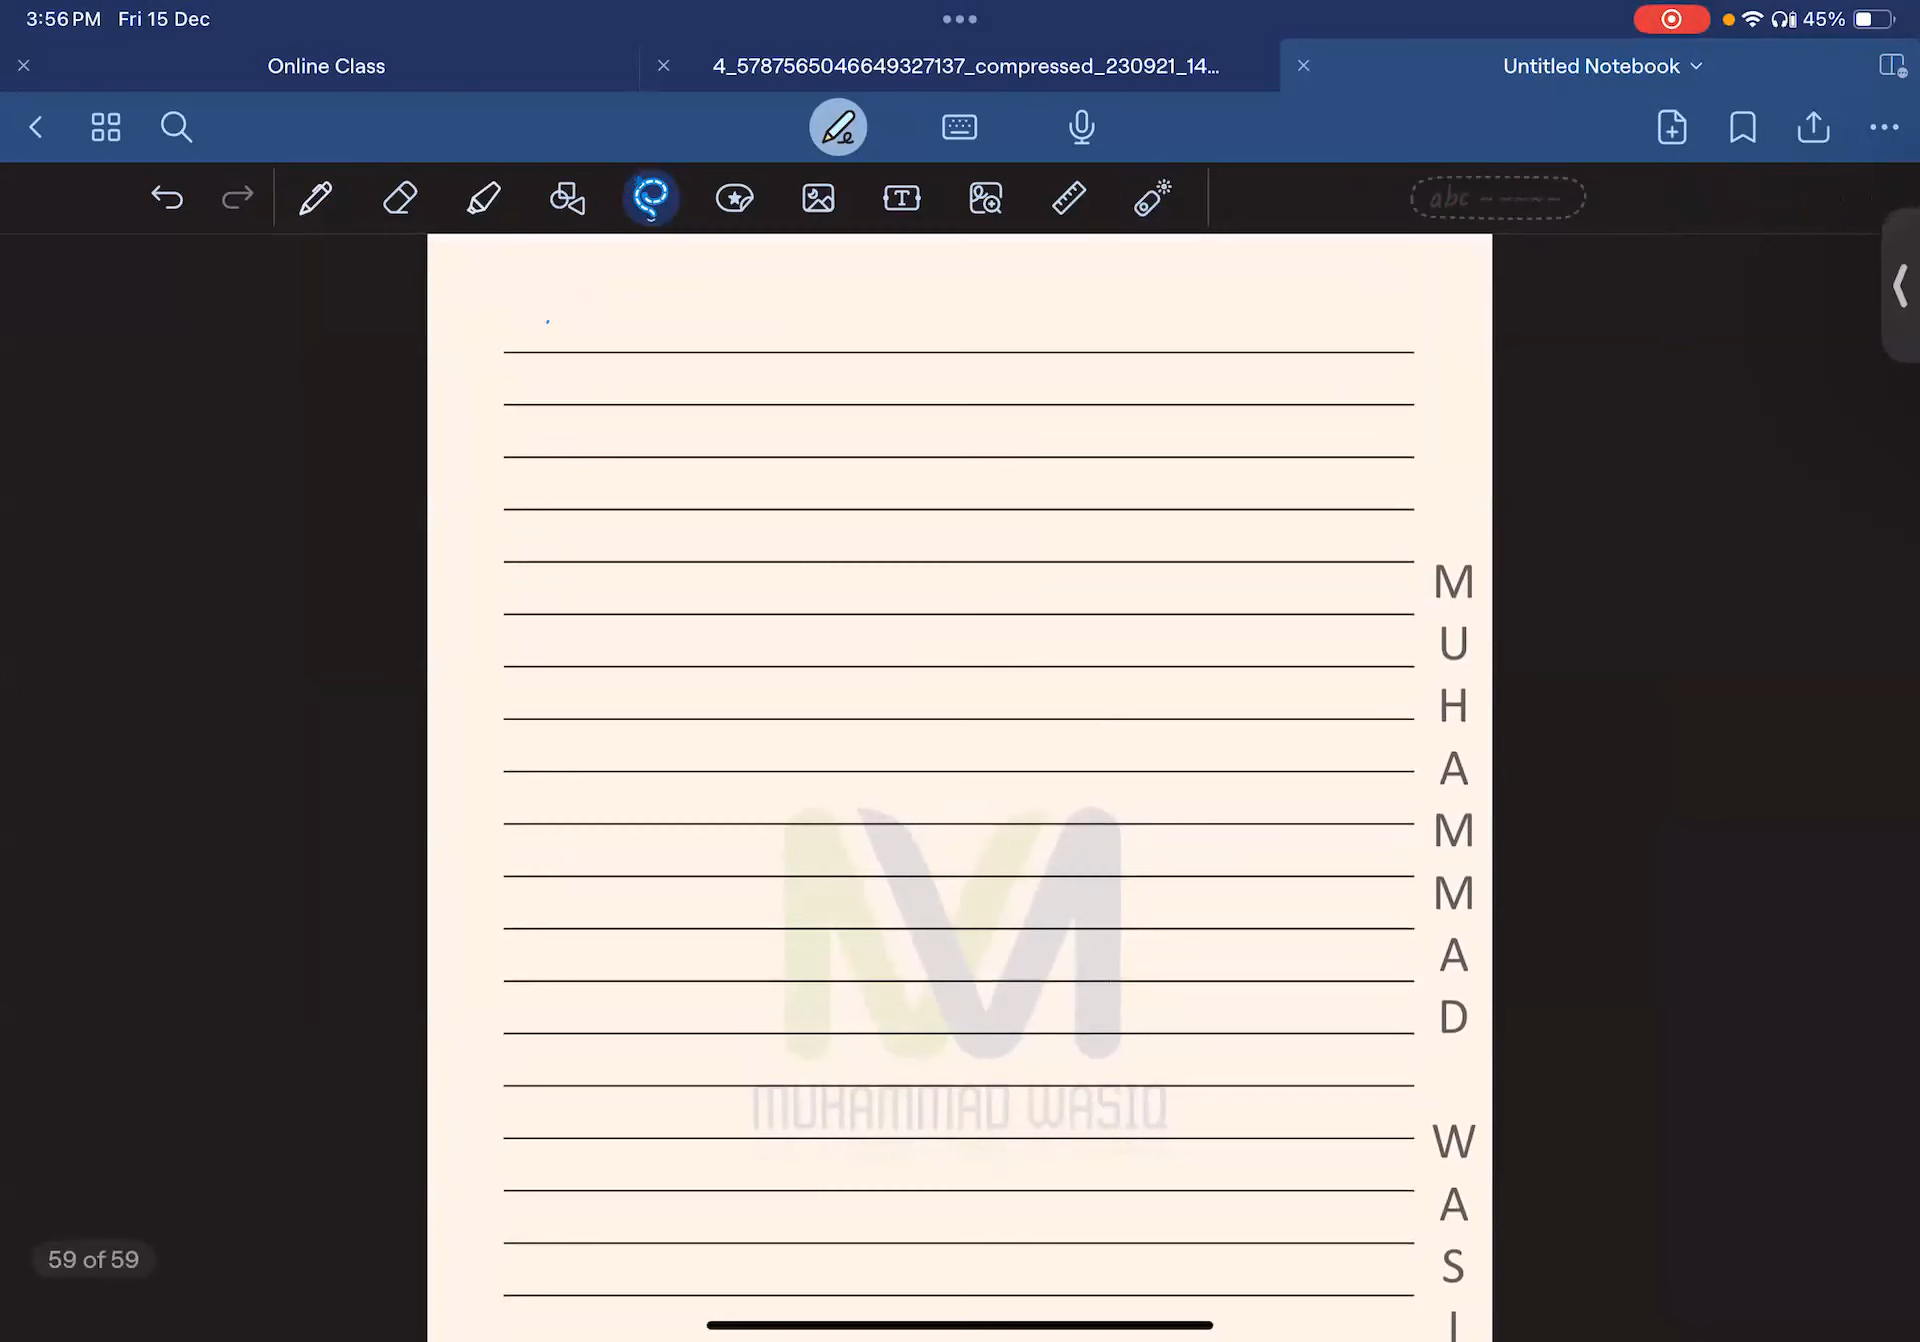 3:56 PM Fri 15 Dec
45%
Online Class
4_5787565046649327137_compressed_230921_14...
Untitled Notebook
abc
M
U
H
A
M
M
A
D
W
A
S
I
MUHAMMAD WASIQ
59 of 59